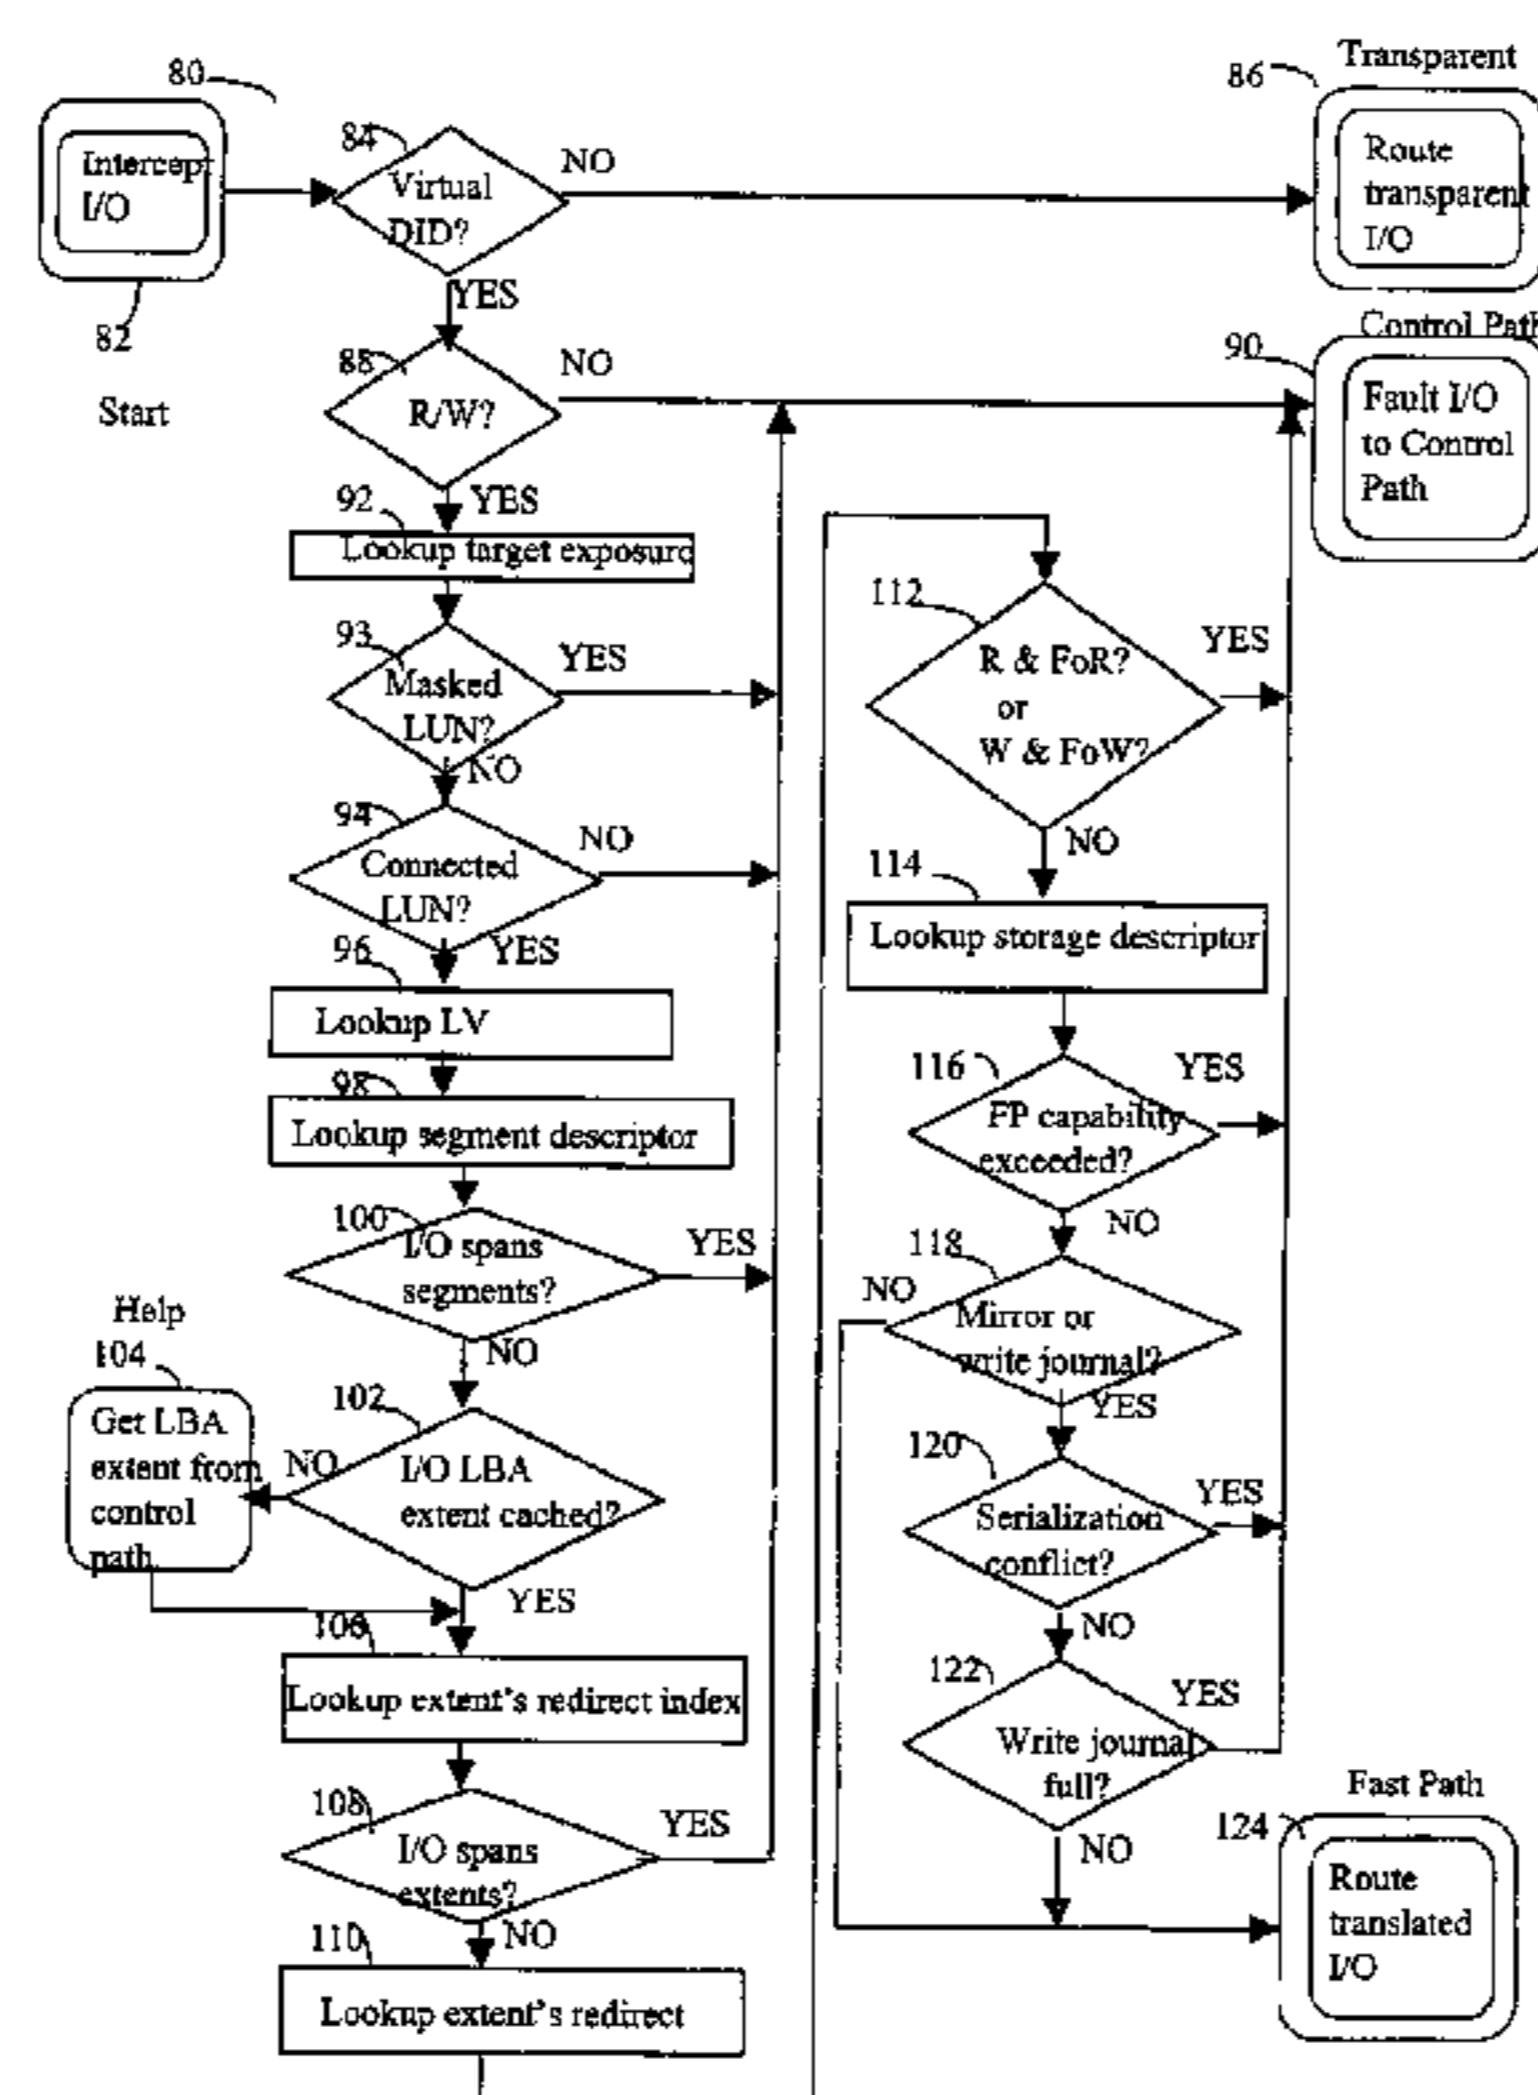 80
84
Intercept
I/O
82
Start
Virtual
DID?
NO
YES
86
Transparent
Route
transparent
I/O
88
R/W?
NO
YES
Control Path
90
Fault I/O
to Control
Path
92
Lookup target exposure
93
Masked
LUN?
YES
NO
94
Connected
LUN?
NO
YES
96
Lookup LV
98
Lookup segment descriptor
100
I/O spans
segments?
YES
NO
Help
104
Get LBA
extent from
control
path
102
NO
I/O LBA
extent cached?
YES
106
Lookup extent's redirect index
108
I/O spans
extents?
YES
NO
110
Lookup extent's redirect
112
R & FoR?
or
W & FoW?
YES
NO
114
Lookup storage descriptor
116
FP capability
exceeded?
YES
NO
118
NO
Mirror or
write journal?
YES
120
Serialization
conflict?
YES
NO
122
Write journal
full?
YES
NO
Fast Path
124
Route
translated
I/O